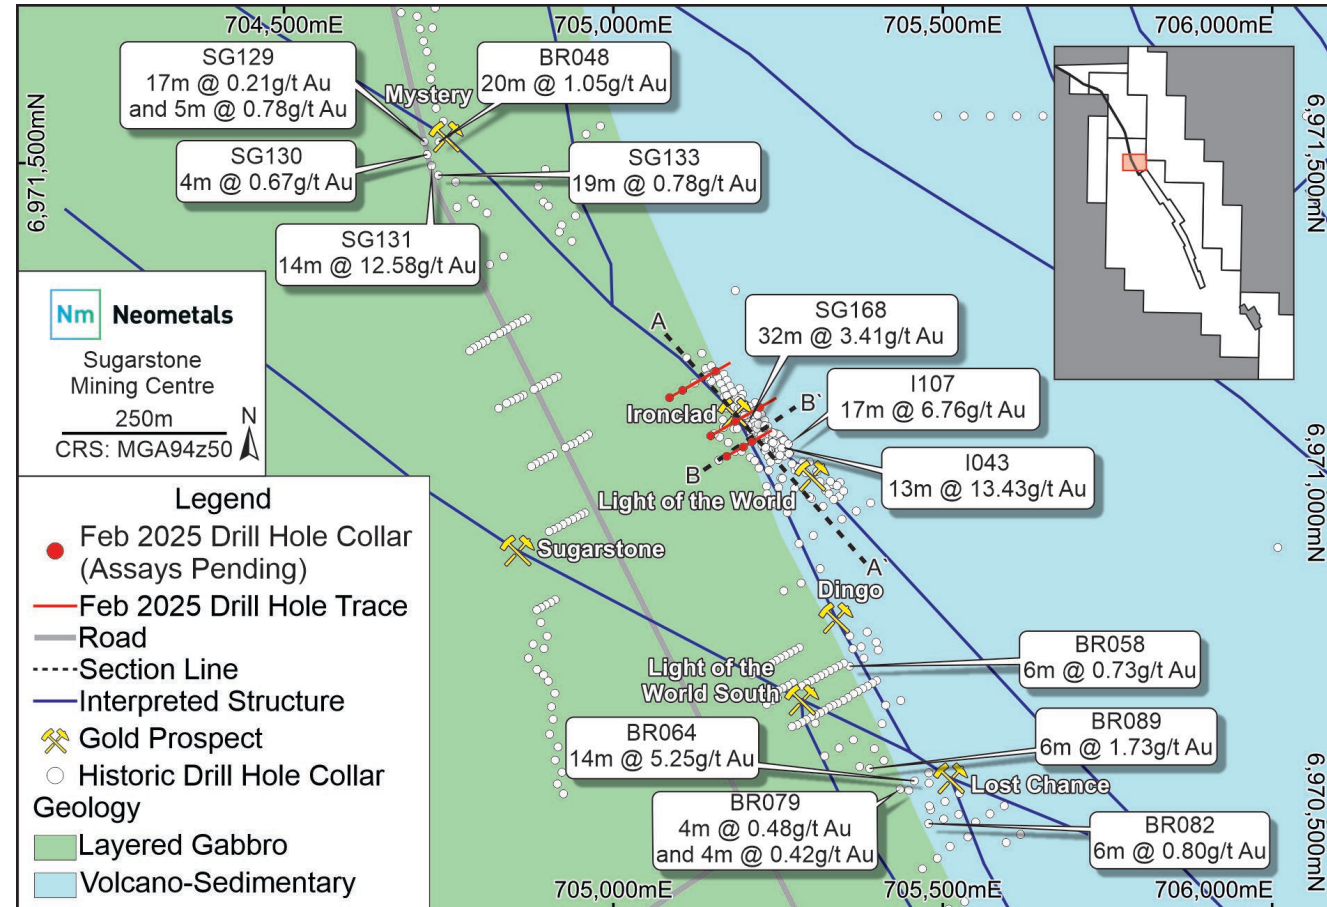 704,500mE
705,000mE
705,500mE
706,000mE
SG129
17m @ 0.21g/t Au
and 5m @ 0.78g/t Au
BR048
20m @ 1.05g/t Au
Mystery
6,971,500mN
6,971,500mN
SG130
4m @ 0.67g/t Au
SG133
19m @ 0.78g/t Au
SG131
14m @ 12.58g/t Au
Nm Neometals
Sugarstone
Mining Centre
250m
N
CRS: MGA94z50
A
SG168
32m @ 3.41g/t Au
I107
17m @ 6.76g/t Au
Ironclad
B`
B
I043
13m @ 13.43g/t Au
Light of the World
6,971,000mN
Sugarstone
A`
Dingo
Legend
Feb 2025 Drill Hole Collar
(Assays Pending)
Feb 2025 Drill Hole Trace
Road
Section Line
Interpreted Structure
Gold Prospect
Historic Drill Hole Collar
Geology
Layered Gabbro
Volcano-Sedimentary
BR058
6m @ 0.73g/t Au
Light of the
World South
BR064
14m @ 5.25g/t Au
BR089
6m @ 1.73g/t Au
Lost Chance
BR079
4m @ 0.48g/t Au
and 4m @ 0.42g/t Au
BR082
6m @ 0.80g/t Au
6,970,500mN
705,000mE
705,500mE
706,000mE